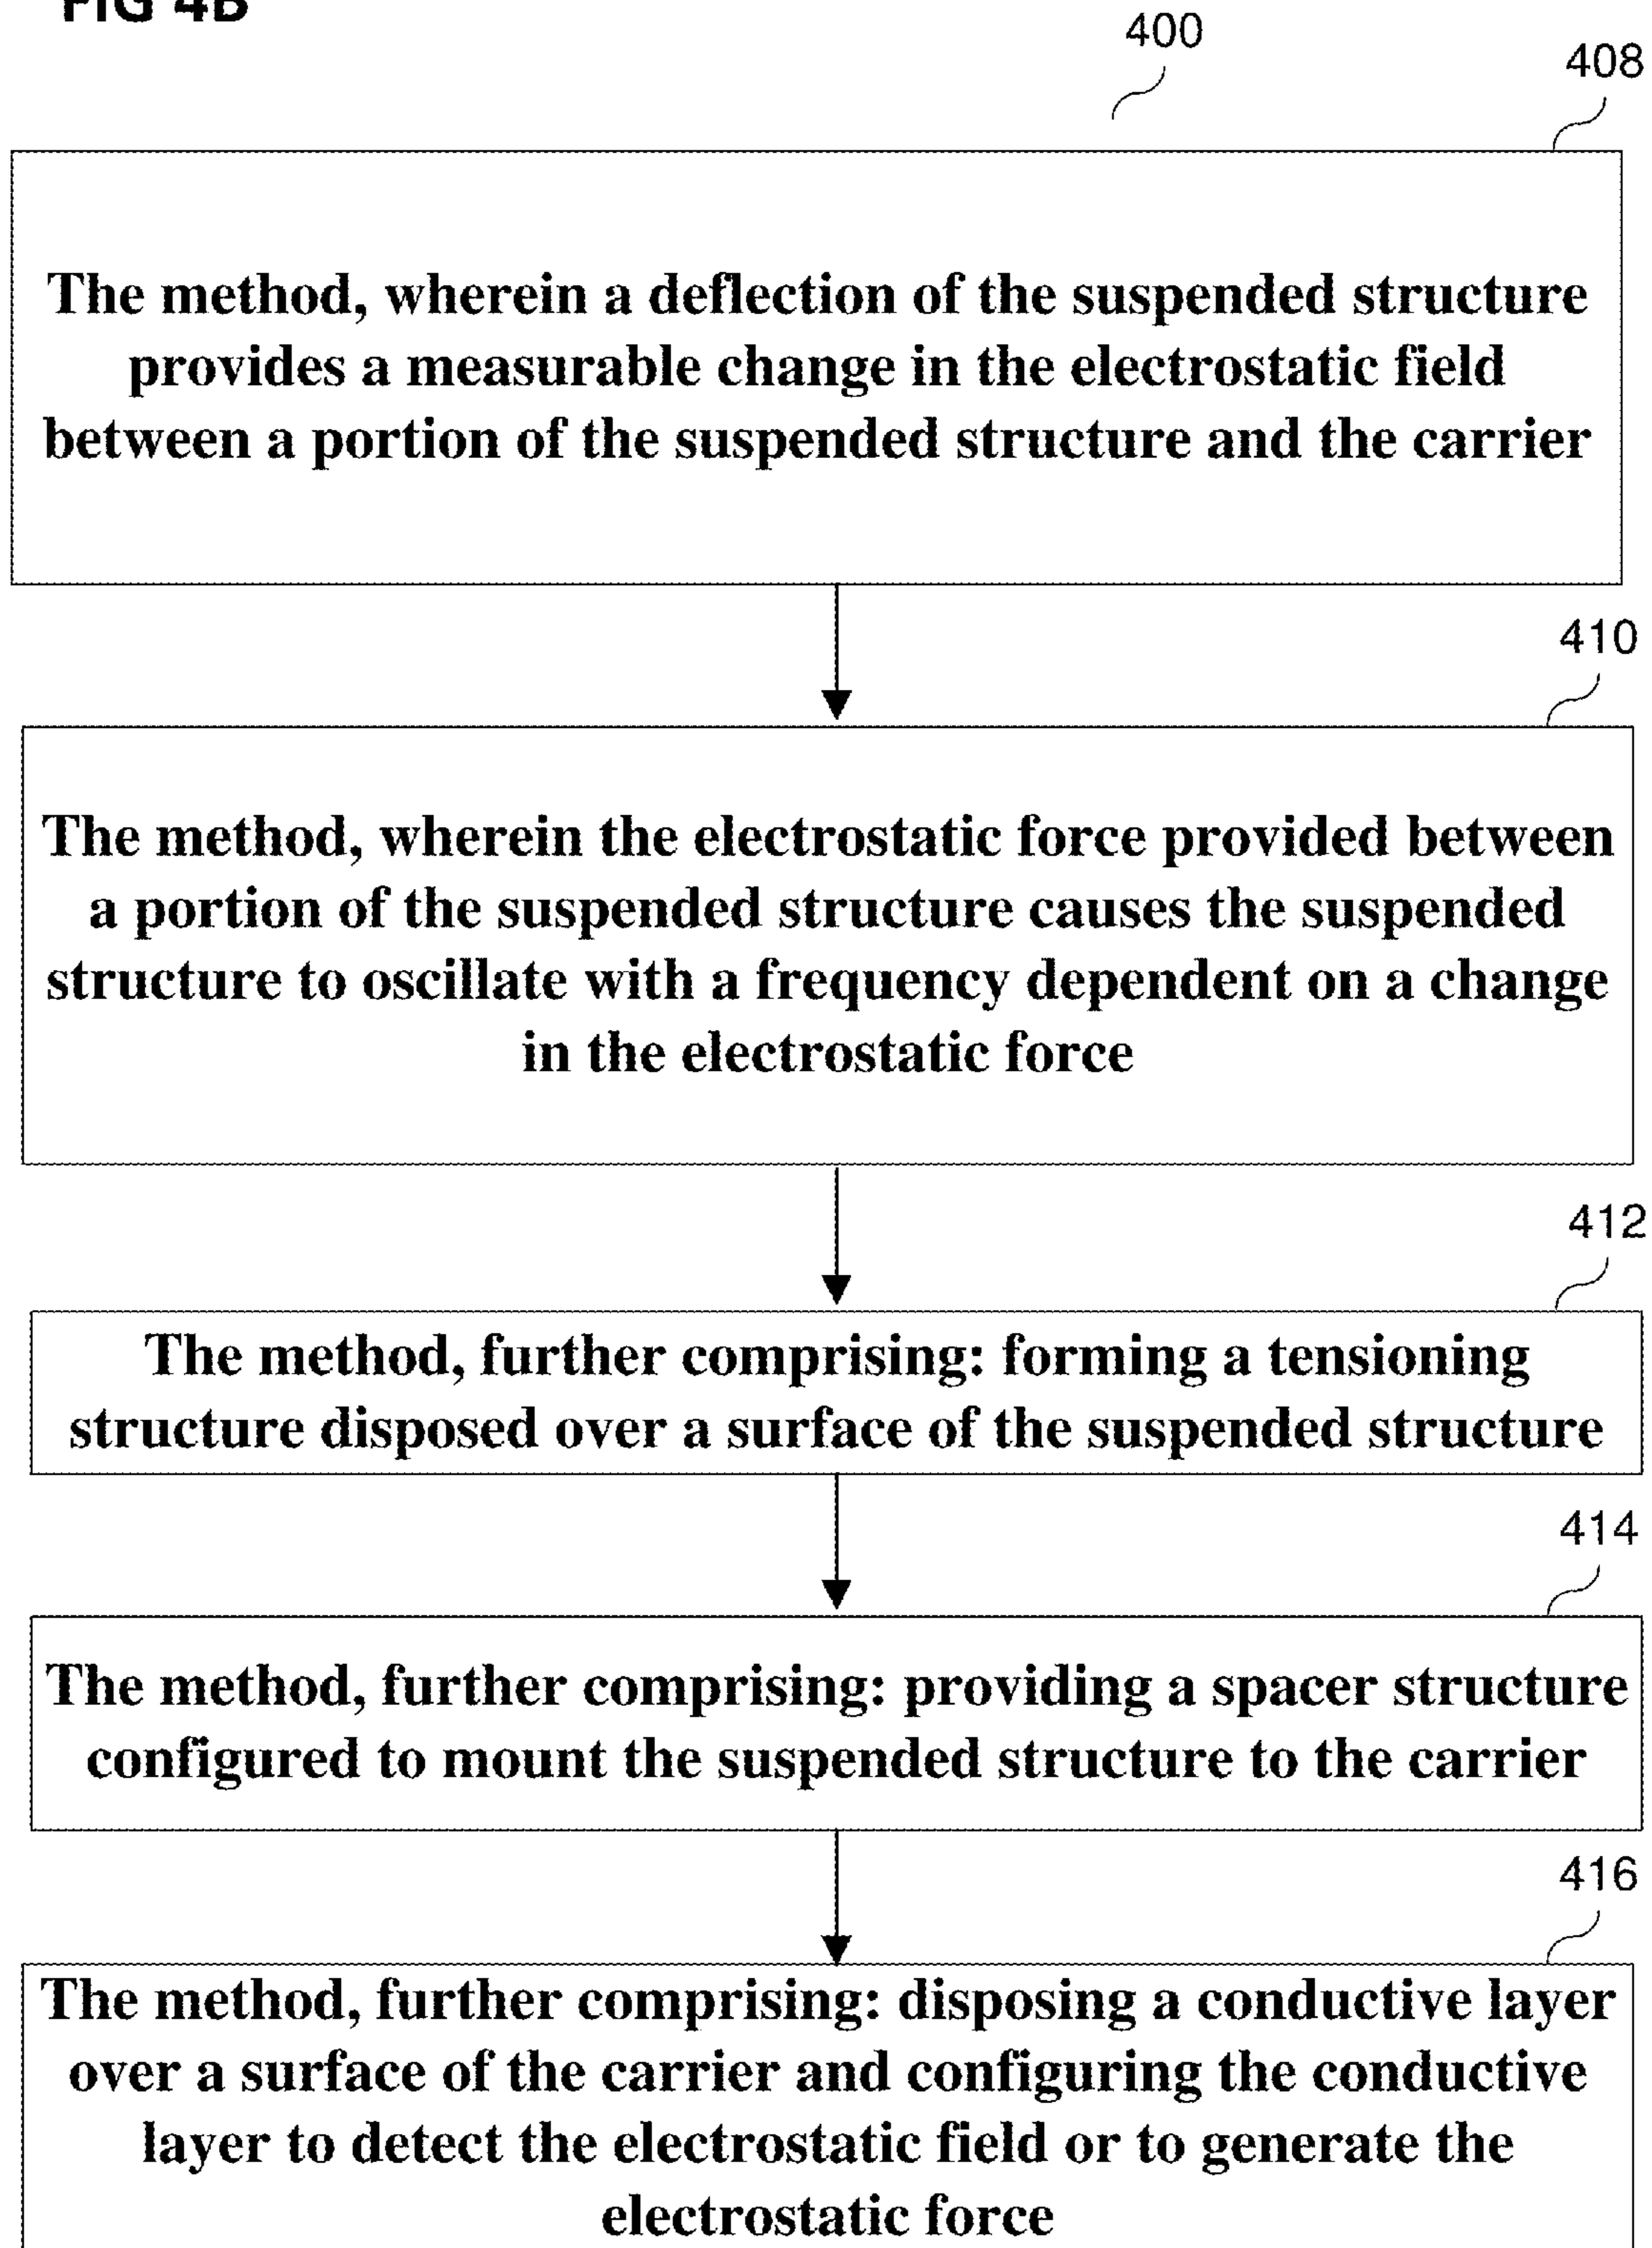 FIG 4B
400
408
The method, wherein a deflection of the suspended structure
provides a measurable change in the electrostatic field
between a portion of the suspended structure and the carrier
410
The method, wherein the electrostatic force provided between
a portion of the suspended structure causes the suspended
structure to oscillate with a frequency dependent on a change
in the electrostatic force
412
The method, further comprising: forming a tensioning
structure disposed over a surface of the suspended structure
414
The method, further comprising: providing a spacer structure
configured to mount the suspended structure to the carrier
416
The method, further comprising: disposing a conductive layer
over a surface of the carrier and configuring the conductive
layer to detect the electrostatic field or to generate the
electrostatic force